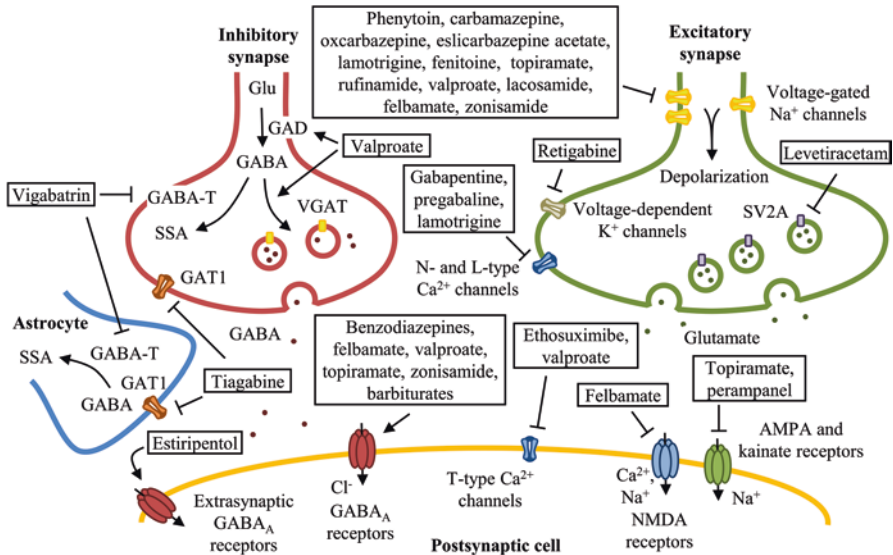 Phenytoin, carbamazepine,
oxcarbazepine, eslicarbazepine acetate,
lamotrigine, fenitoine, topiramate,
rufinamide, valproate, lacosamide,
felbamate, zonisamide
Inhibitory
synapse
Excitatory
synapse
Glu
GAD
GABA
Valproate
Voltage-gated
Na⁺ channels
Retigabine
Levetiracetam
Depolarization
Vigabatrin
GABA-T
VGAT
SSA
GAT1
Gabapentine,
pregabaline,
lamotrigine
Voltage-dependent
K⁺ channels
SV2A
N- and L-type
Ca²⁺ channels
GABA
Glutamate
Astrocyte
GABA-T
SSA
GAT1
GABA
Tiagabine
Benzodiazepines,
felbamate, valproate,
topiramate, zonisamide,
barbiturates
Ethosuximibe,
valproate
Felbamate
Topiramate,
perampanel
Estiripentol
AMPA and
kainate receptors
Extrasynaptic
GABA_A
receptors
Cl⁻
GABA_A
receptors
T-type Ca²⁺
channels
Ca²⁺,
Na⁺
NMDA
receptors
Na⁺
Postsynaptic cell